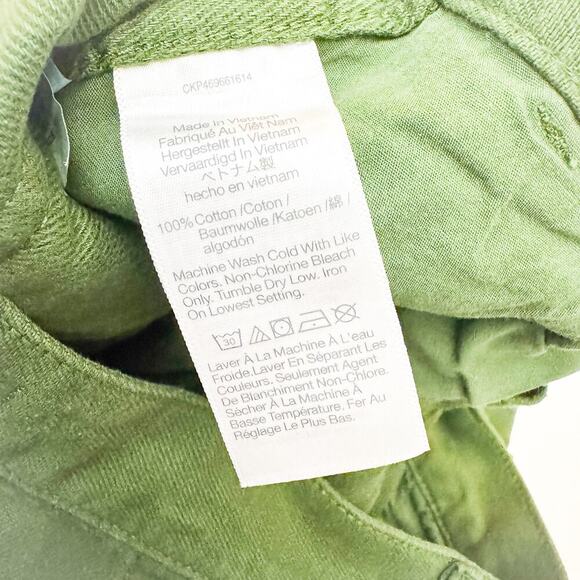 CKP469661614
Made In Vietnam
Fabriqué Au Việt Nam
Hergestellt In Vietnam
Vervaardigd In Vietnam
ベトナム製
hecho en vietnam
100% Cotton /Coton /
Baumwolle /Katoen /綿 /
algodón
Machine Wash Cold With Like
Colors. Non-Chlorine Bleach
Only. Tumble Dry Low. Iron
On Lowest Setting.
30
Laver À La Machine À L'eau
Froide Laver En Séparant Les
Couleurs. Seulement Agent
De Blanchiment Non-Chlore.
Sécher À La Machine À
Basse Température, Fer Au
Réglage Le Plus Bas.